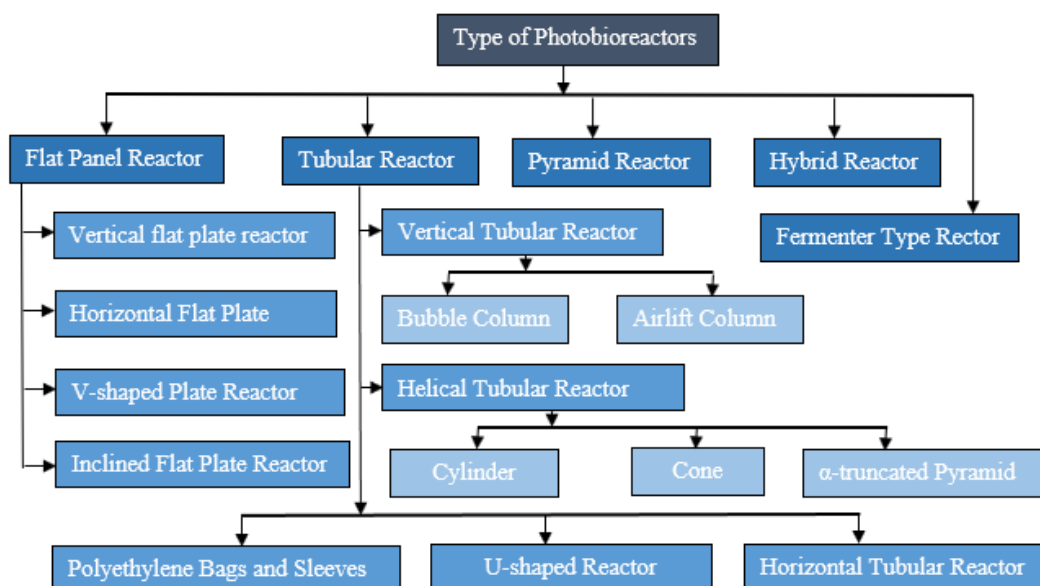 Type of Photobioreactors
Flat Panel Reactor
Tubular Reactor
Pyramid Reactor
Hybrid Reactor
Fermenter Type Rector
Vertical flat plate reactor
Horizontal Flat Plate
V-shaped Plate Reactor
Inclined Flat Plate Reactor
Vertical Tubular Reactor
Bubble Column
Airlift Column
Helical Tubular Reactor
Cylinder
Cone
α-truncated Pyramid
Polyethylene Bags and Sleeves
U-shaped Reactor
Horizontal Tubular Reactor